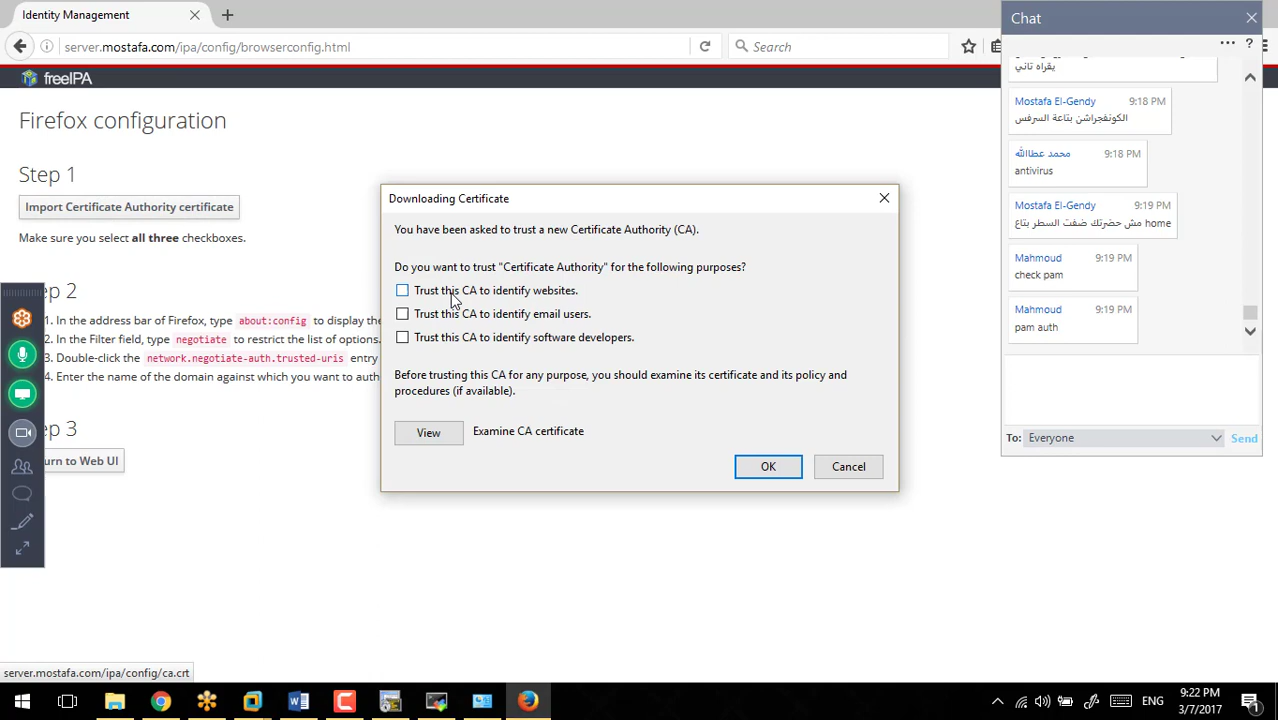 Identity Management
server.mostafa.com/ipa/config/browserconfig.html
Search
freeIPA
Firefox configuration
Step 1
Import Certificate Authority certificate
Make sure you select all three checkboxes.
ep 2
1. In the address bar of Firefox, type about:config to display the
2. In the Filter field, type negotiate to restrict the list of options.
3. Double-click the network.negotiate-auth.trusted-uris entry
4. Enter the name of the domain against which you want to auth
p 3
urn to Web UI
Downloading Certificate
You have been asked to trust a new Certificate Authority (CA).
Do you want to trust "Certificate Authority" for the following purposes?
Trust this CA to identify websites.
Trust this CA to identify email users.
Trust this CA to identify software developers.
Before trusting this CA for any purpose, you should examine its certificate and its policy and
procedures (if available).
View Examine CA certificate
OK Cancel
Chat
?
يقراه تاني
Mostafa El-Gendy 9:18 PM
الكونفجراشن بتاعة السرفس
محمد عطاالله 9:18 PM
antivirus
Mostafa El-Gendy 9:19 PM
مش حضرتك ضفت السطر بتاع home
Mahmoud 9:19 PM
check pam
Mahmoud 9:19 PM
pam auth
To: Everyone Send
server.mostafa.com/ipa/config/ca.crt
ENG
9:22 PM
3/7/2017
1